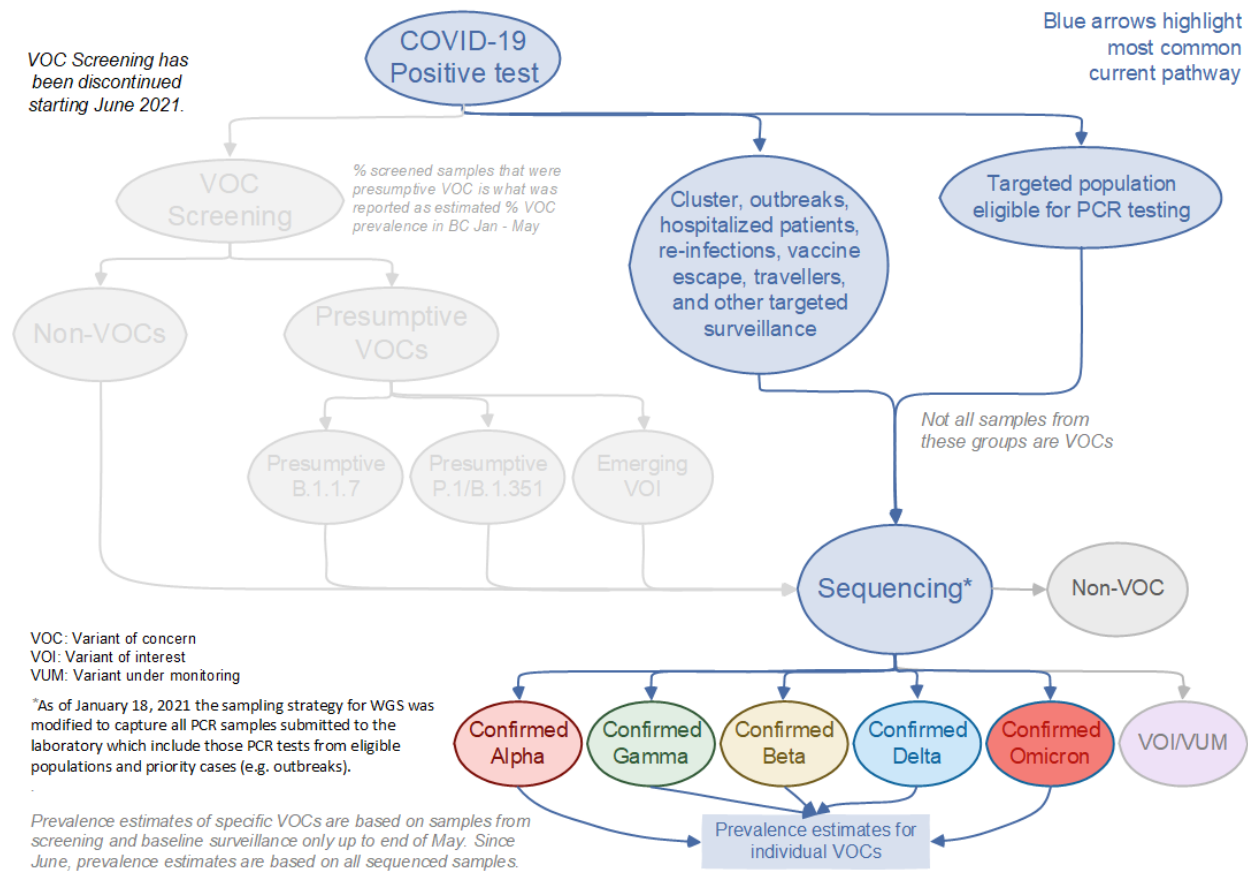 COVID-19
Positive test
Blue arrows highlight
most common
current pathway
VOC Screening has
been discontinued
starting June 2021.
VOC
Screening
% screened samples that were
presumptive VOC is what was
reported as estimated % VOC
prevalence in BC Jan - May
Cluster, outbreaks,
hospitalized patients,
re-infections, vaccine
escape, travellers,
and other targeted
surveillance
Targeted population
eligible for PCR testing
Non-VOCs
Presumptive
VOCs
Not all samples from
these groups are VOCs
Presumptive
B.1.1.7
Presumptive
P.1/B.1.351
Emerging
VOI
Sequencing*
Non-VOC
VOC: Variant of concern
VOI: Variant of interest
VUM: Variant under monitoring
*As of January 18, 2021 the sampling strategy for WGS was
modified to capture all PCR samples submitted to the
laboratory which include those PCR tests from eligible
populations and priority cases (e.g. outbreaks).
.
Confirmed
Alpha
Confirmed
Gamma
Confirmed
Beta
Confirmed
Delta
Confirmed
Omicron
VOI/VUM
Prevalence estimates of specific VOCs are based on samples from
screening and baseline surveillance only up to end of May. Since
June, prevalence estimates are based on all sequenced samples.
Prevalence estimates for
individual VOCs